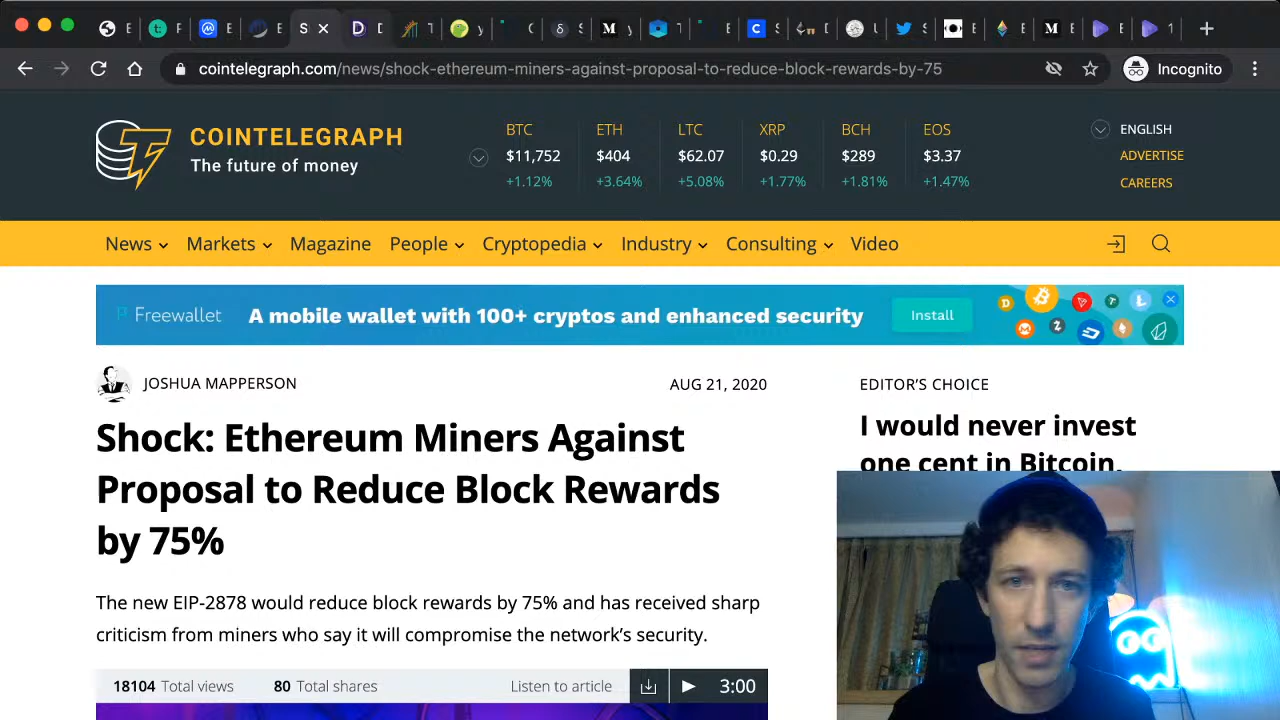 cointelegraph.com/news/shock-ethereum-miners-against-proposal-to-reduce-block-rewards-by-75
Incognito
COINTELEGRAPH
The future of money
BTC ETH LTC XRP BCH EOS
$11,752 $404 $62.07 $0.29 $289 $3.37
+1.12% +3.64% +5.08% +1.77% +1.81% +1.47%
ENGLISH
ADVERTISE
CAREERS
News Markets Magazine People Cryptopedia Industry Consulting Video
Freewallet A mobile wallet with 100+ cryptos and enhanced security Install
JOSHUA MAPPERSON AUG 21, 2020
Shock: Ethereum Miners Against
Proposal to Reduce Block Rewards
by 75%
The new EIP-2878 would reduce block rewards by 75% and has received sharp
criticism from miners who say it will compromise the network’s security.
18104 Total views 80 Total shares Listen to article 3:00
EDITOR’S CHOICE
I would never invest
one cent in Bitcoin,